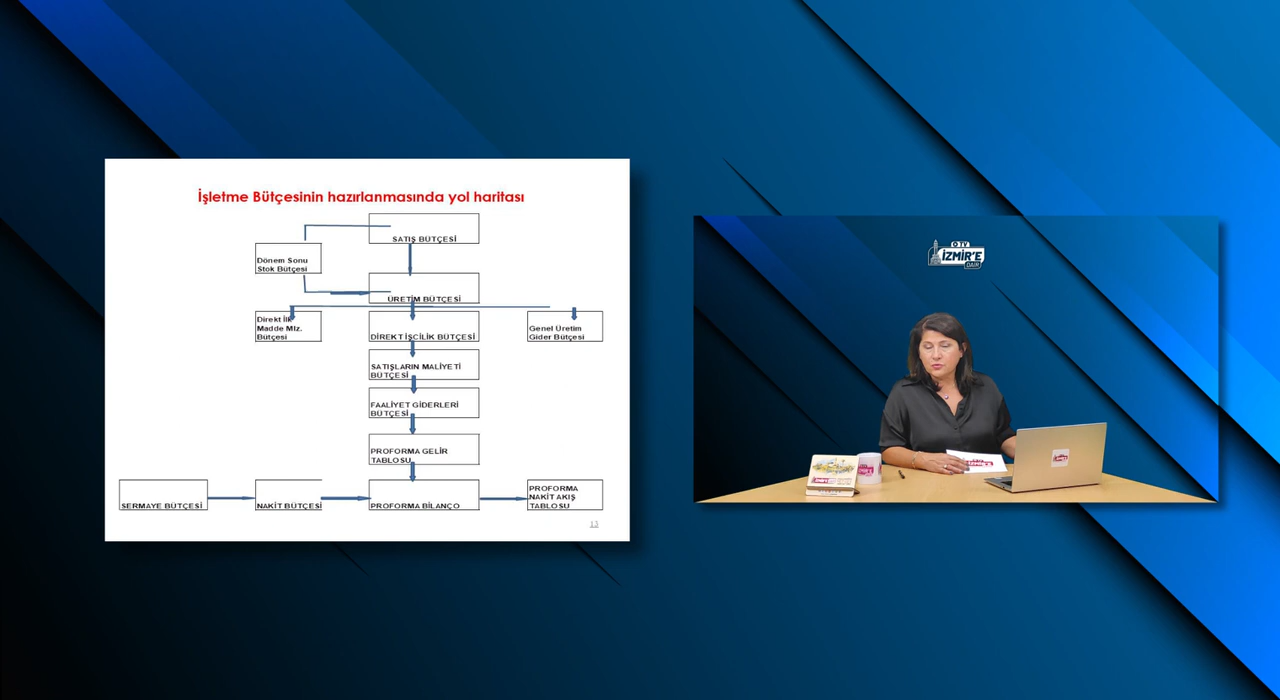 İşletme Bütçesinin hazırlanmasında yol haritası
SATIŞ BÜTÇESİ
Dönem Sonu
Stok Bütçesi
ÜRETİM BÜTÇESİ
Direkt İlk
Madde Mlz.
Bütçesi
DİREKT İŞCİLİK BÜTÇESİ
Genel Üretim
Gider Bütçesi
SATIŞLARIN MALİYETİ
BÜTÇESİ
FAALİYET GİDERLERİ
BÜTÇESİ
PROFORMA GELİR
TABLOSU
SERMAYE BÜTÇESİ
NAKİT BÜTÇESİ
PROFORMA BİLANÇO
PROFORMA
NAKİT AKIŞ
TABLOSU
13
TV
İZMİR'E
DAİR
İZMİR'E